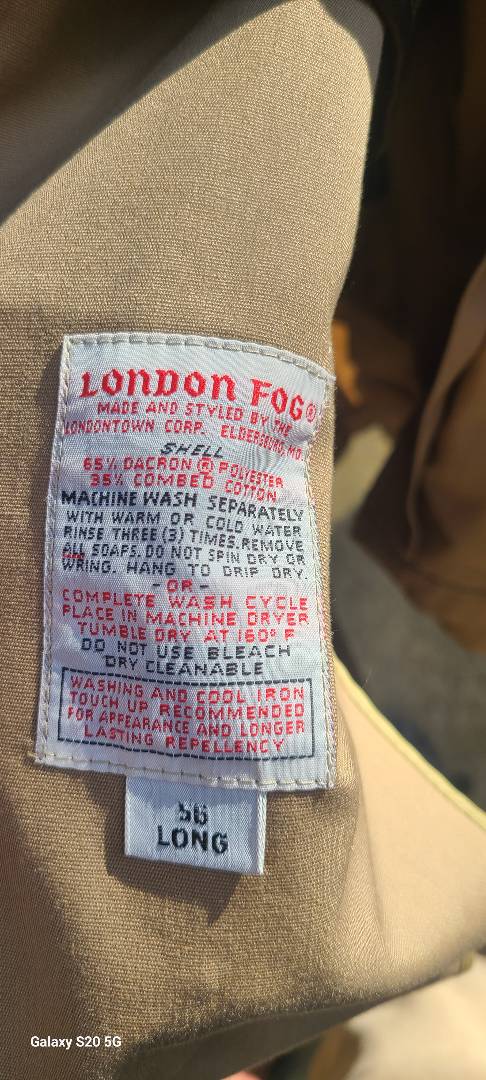 LONDON FOG®
MADE AND STYLED BY THE
LONDONTOWN CORP. ELDERSBURG, MD.
SHELL
65% DACRON ® POLYESTER
35% COMBED COTTON
MACHINE WASH SEPARATELY
WITH WARM OR COLD WATER
RINSE THREE (3) TIMES. REMOVE
ALL SOAPS. DO NOT SPIN DRY OR
WRING. HANG TO DRIP DRY.
- OR -
COMPLETE WASH CYCLE
PLACE IN MACHINE DRYER
TUMBLE DRY AT 160° F
DO NOT USE BLEACH
DRY CLEANABLE
WASHING AND COOL IRON
TOUCH UP RECOMMENDED
FOR APPEARANCE AND LONGER
LASTING REPELLENCY
LONG
Galaxy S20 5G